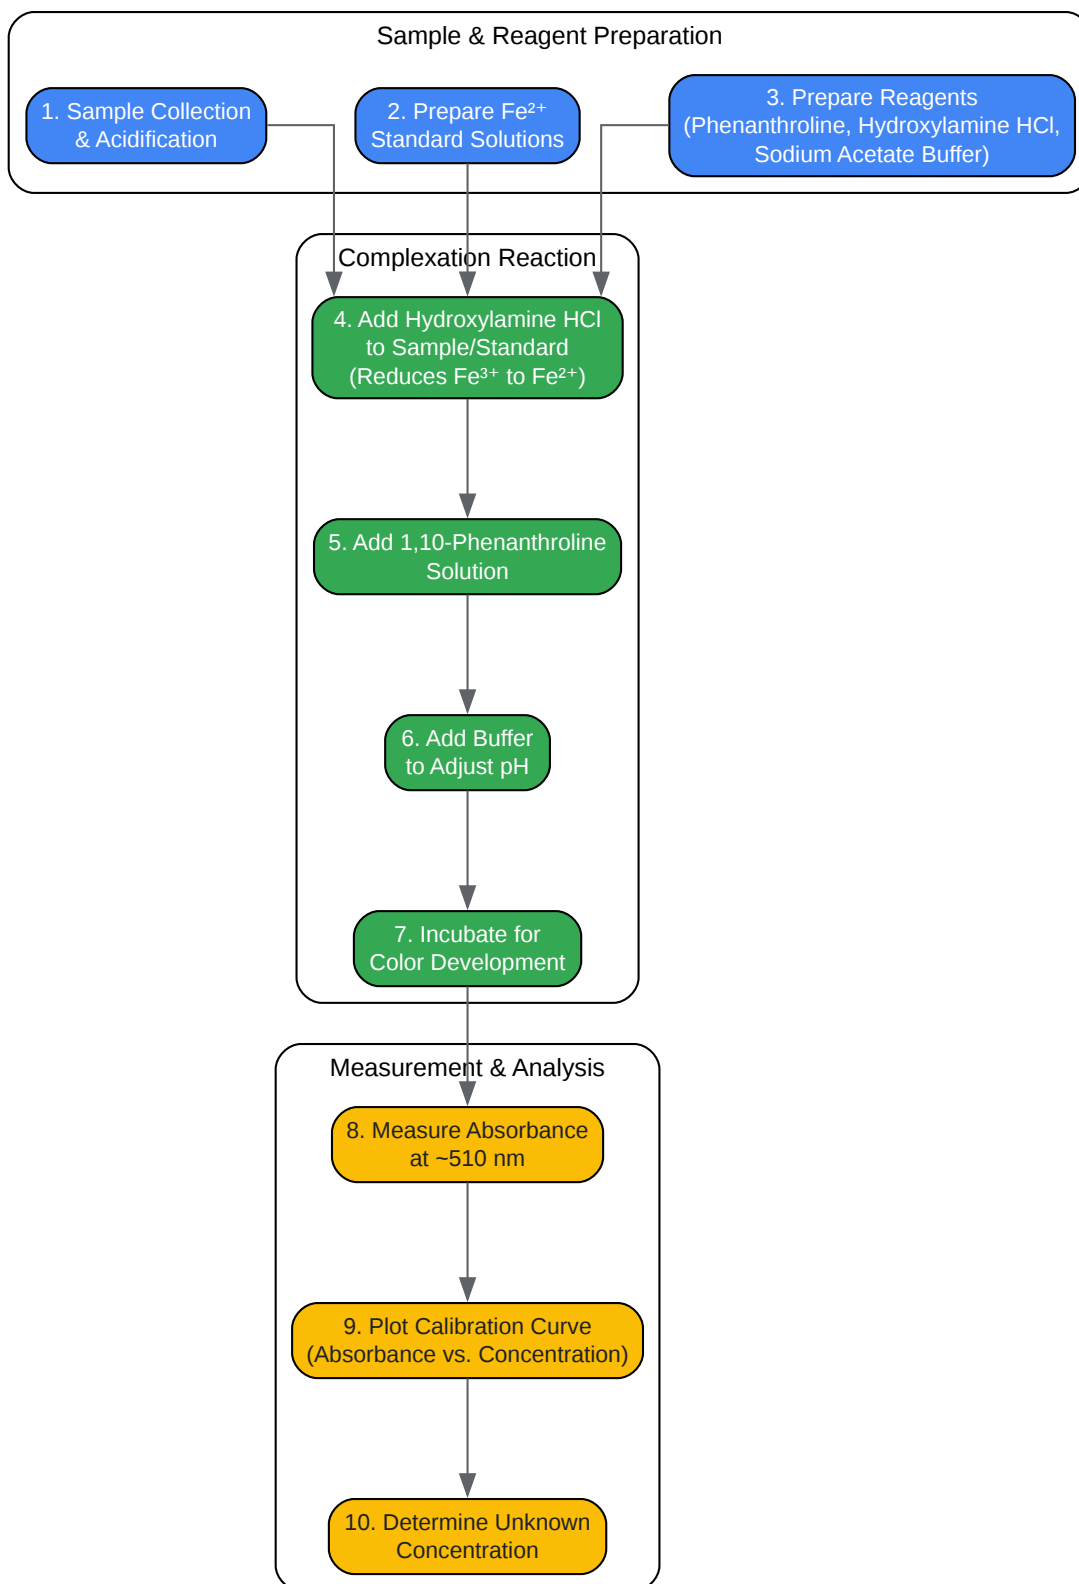 Sample & Reagent Preparation
1. Sample Collection
& Acidification
2. Prepare Fe²⁺
Standard Solutions
3. Prepare Reagents
(Phenanthroline, Hydroxylamine HCl,
Sodium Acetate Buffer)
Complexation Reaction
4. Add Hydroxylamine HCl
to Sample/Standard
(Reduces Fe³⁺ to Fe²⁺)
5. Add 1,10-Phenanthroline
Solution
6. Add Buffer
to Adjust pH
7. Incubate for
Color Development
Measurement & Analysis
8. Measure Absorbance
at ~510 nm
9. Plot Calibration Curve
(Absorbance vs. Concentration)
10. Determine Unknown
Concentration